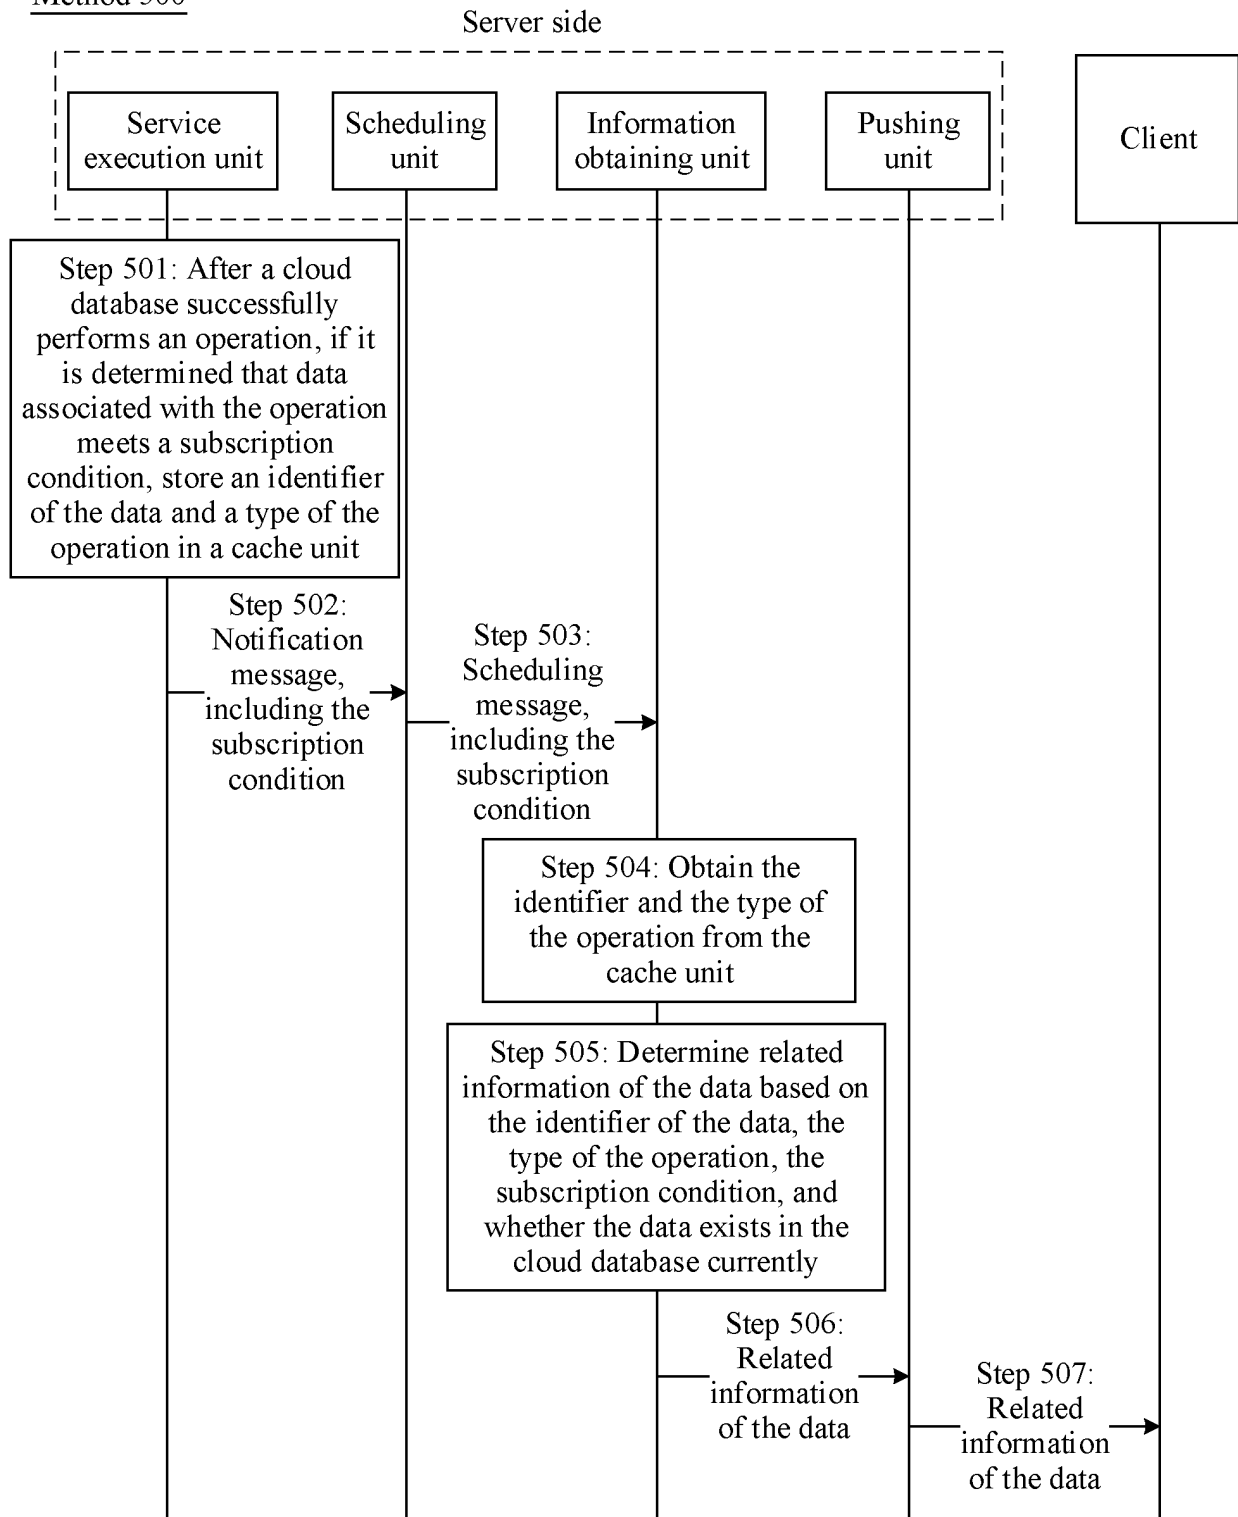 Method 500
Server side
Service
execution unit
Scheduling
unit
Information
obtaining unit
Pushing
unit
Client
Step 501: After a cloud
database successfully
performs an operation, if it
is determined that data
associated with the operation
meets a subscription
condition, store an identifier
of the data and a type of the
operation in a cache unit
Step 502:
Notification
message,
including the
subscription
condition
Step 503:
Scheduling
message,
including the
subscription
condition
Step 504: Obtain the
identifier and the type of
the operation from the
cache unit
Step 505: Determine related
information of the data based on
the identifier of the data, the
type of the operation, the
subscription condition, and
whether the data exists in the
cloud database currently
Step 506:
Related
information
of the data
Step 507:
Related
information
of the data